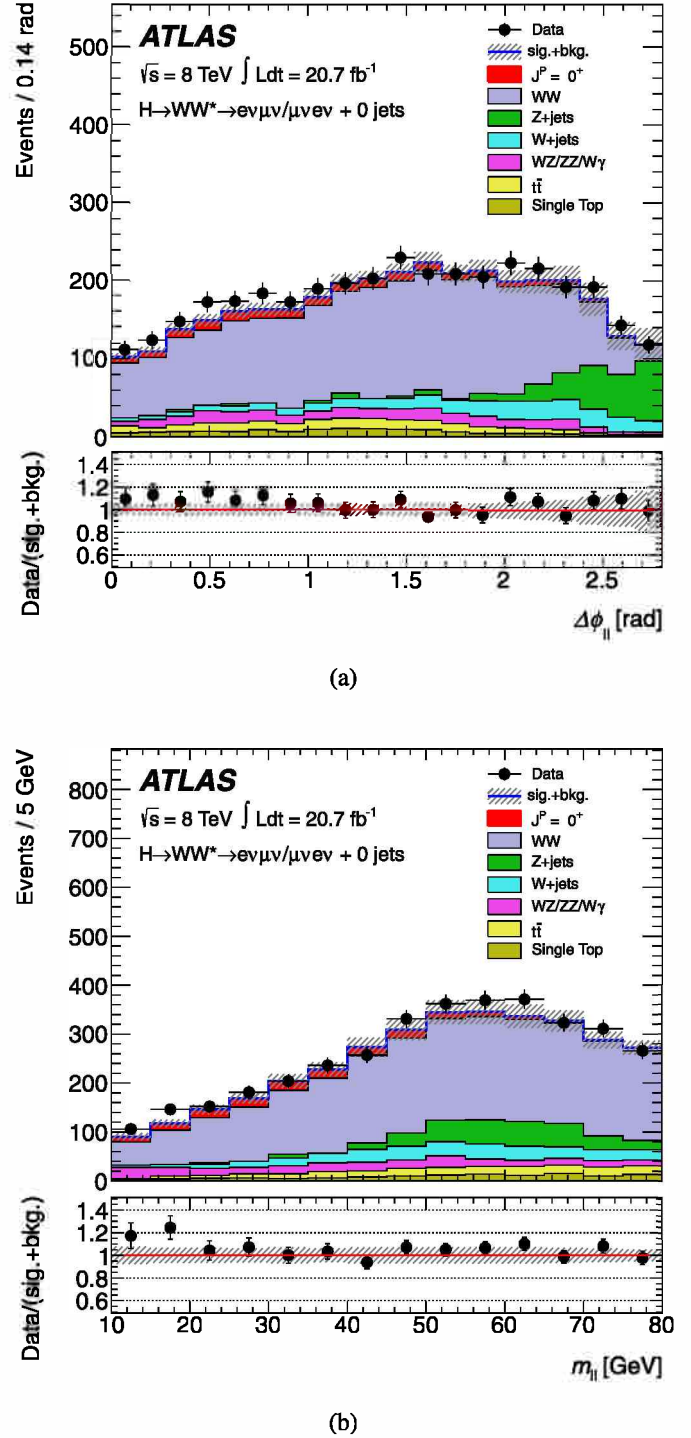 Events / 0.14 rad
500
400
300
200
100
0
ATLAS
√s = 8 TeV ∫ Ldt = 20.7 fb⁻¹
H→WW*→eνμν/μνeν + 0 jets
Data
sig.+bkg.
Jᴾ = 0⁺
WW
Z+jets
W+jets
WZ/ZZ/Wγ
tt̄
Single Top
Data/(sig.+bkg.)
1.4
1.2
1
0.8
0.6
0 0.5 1 1.5 2 2.5
Δϕ_ll [rad]
(a)
Events / 5 GeV
800
700
600
500
400
300
200
100
0
ATLAS
√s = 8 TeV ∫ Ldt = 20.7 fb⁻¹
H→WW*→eνμν/μνeν + 0 jets
Data
sig.+bkg.
Jᴾ = 0⁺
WW
Z+jets
W+jets
WZ/ZZ/Wγ
tt̄
Single Top
Data/(sig.+bkg.)
1.4
1.2
1
0.8
0.6
10 20 30 40 50 60 70 80
m_ll [GeV]
(b)